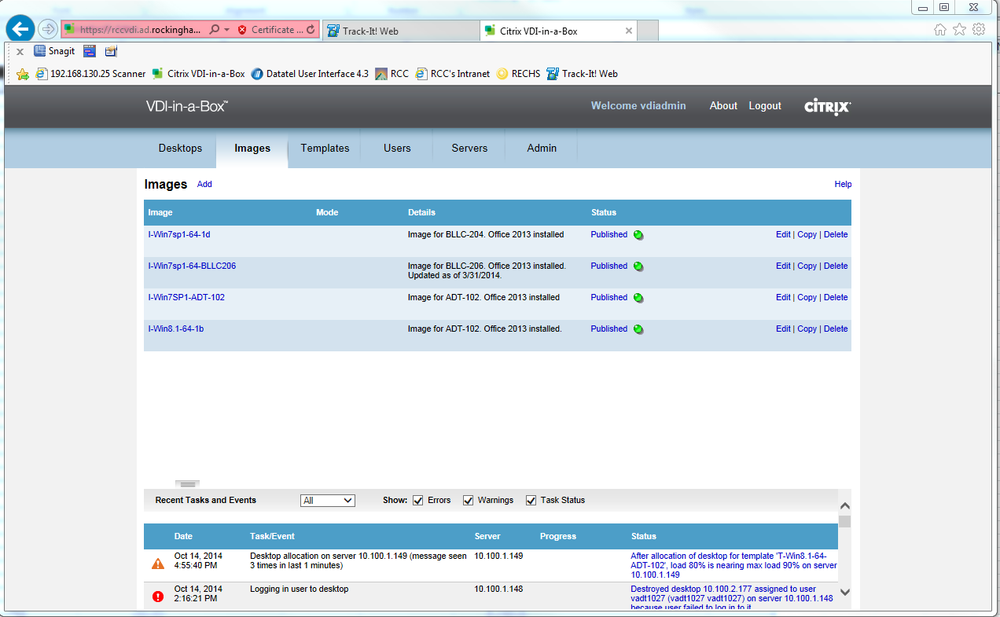 https://rccvdi.ad.rockingha... Certificate ... Track-It! Web Citrix VDI-in-a-Box
Snagit
192.168.130.25 Scanner Citrix VDI-in-a-Box Datatel User Interface 4.3 RCC RCC's Intranet RECHS Track-It! Web
VDI-in-a-Box™ Welcome vdiadmin About Logout CITRIX
Desktops Images Templates Users Servers Admin
Images Add Help
Image Mode Details Status
I-Win7sp1-64-1d Image for BLLC-204. Office 2013 installed Published Edit | Copy | Delete
I-Win7sp1-64-BLLC206 Image for BLLC-206. Office 2013 installed. Published Edit | Copy | Delete
Updated as of 3/31/2014.
I-Win7SP1-ADT-102 Image for ADT-102. Office 2013 installed Published Edit | Copy | Delete
I-Win8.1-64-1b Image for ADT-102. Office 2013 installed. Published Edit | Copy | Delete
Recent Tasks and Events All Show: Errors Warnings Task Status
Date Task/Event Server Progress Status
Oct 14, 2014 Desktop allocation on server 10.100.1.149 (message seen 10.100.1.149 After allocation of desktop for template 'T-Win8.1-64-
4:55:40 PM 3 times in last 1 minutes) ADT-102', load 80% is nearing max load 90% on server
10.100.1.149
Oct 14, 2014 Logging in user to desktop 10.100.1.148 Destroyed desktop 10.100.2.177 assigned to user
2:16:21 PM vadt1027 (vadt1027 vadt1027) on server 10.100.1.148
because user failed to log in to it